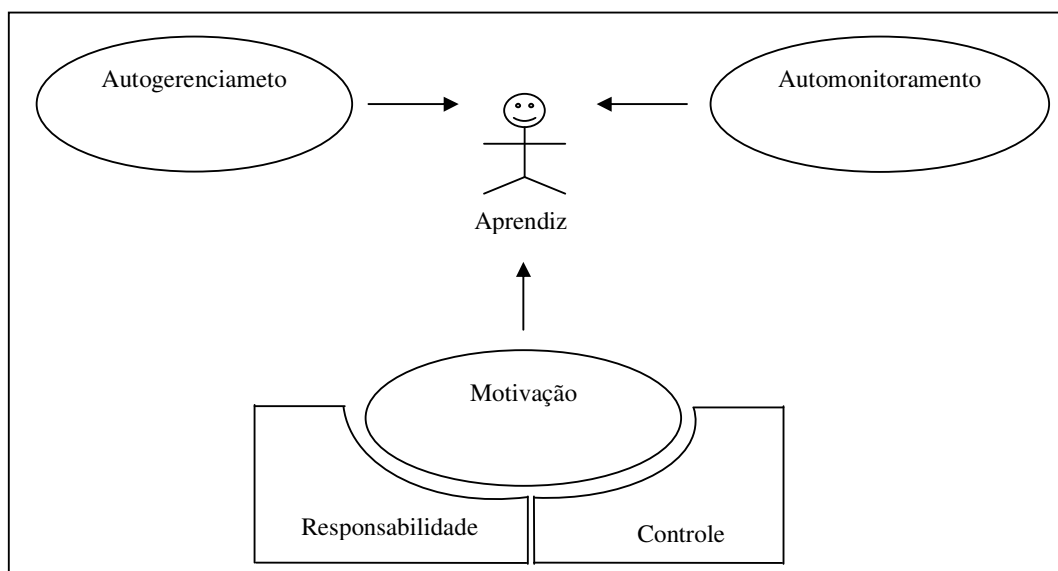 Autogerenciameto
Automonitoramento
Aprendiz
Motivação
Responsabilidade
Controle